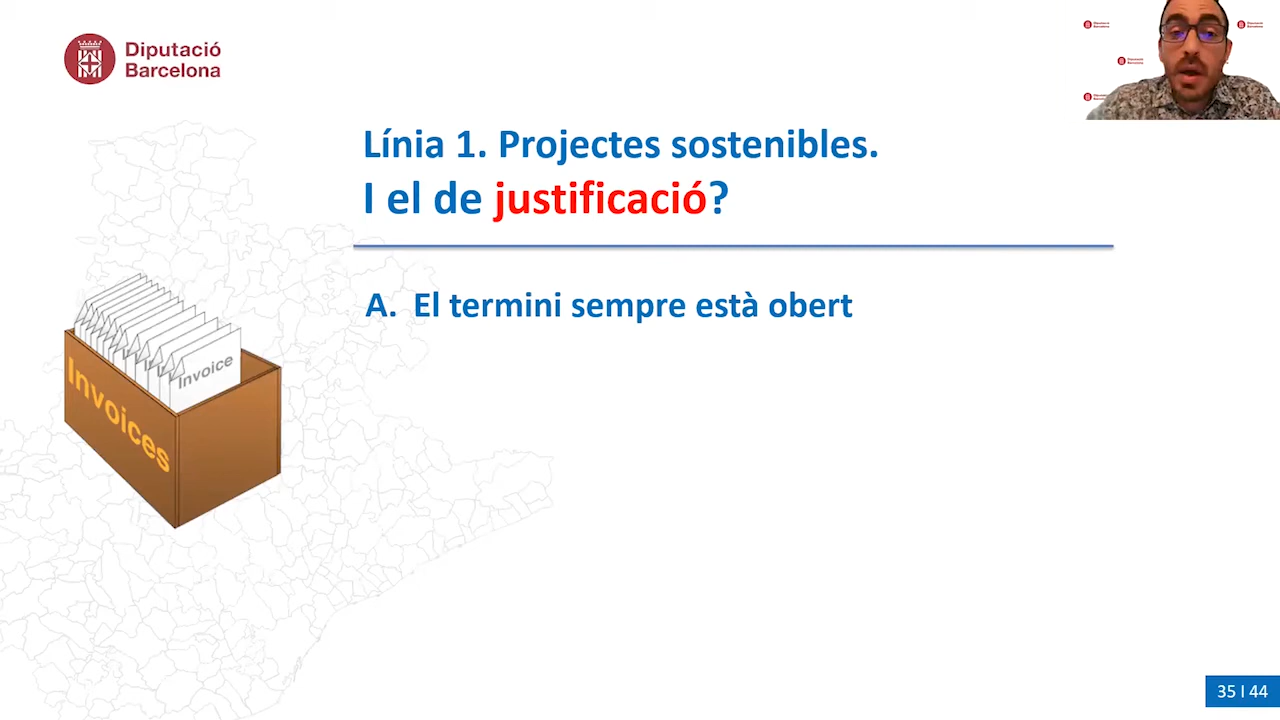 Diputació
Barcelona
Línia 1. Projectes sostenibles.
I el de justificació?
A. El termini sempre està obert
Invoice
Invoices
35 I 44